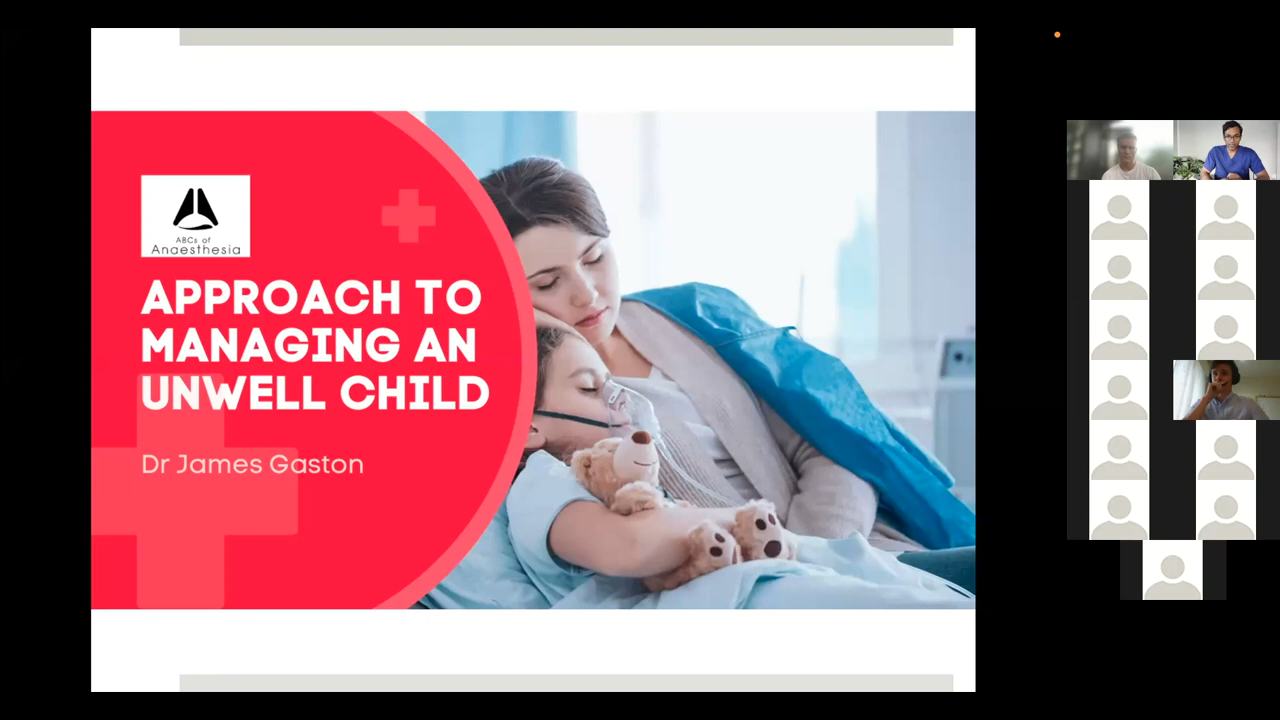 ABCs of
Anaesthesia
APPROACH TO
MANAGING AN
UNWELL CHILD
Dr James Gaston